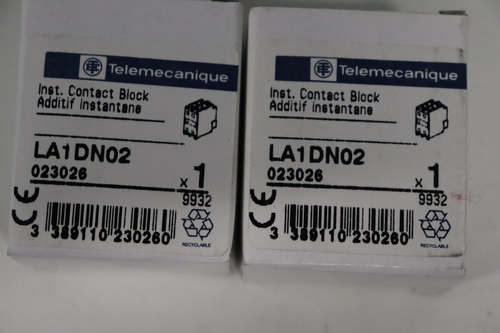 Telemecanique
Inst. Contact Block
Additif instantane
LA1DN02
023026
x 1
9932
CE
3 389110 230260
RECYCLABLE
Telemecanique
Inst. Contact Block
Additif instantane
LA1DN02
023026
x 1
9932
CE
3 389110 230260
RECYCLABLE